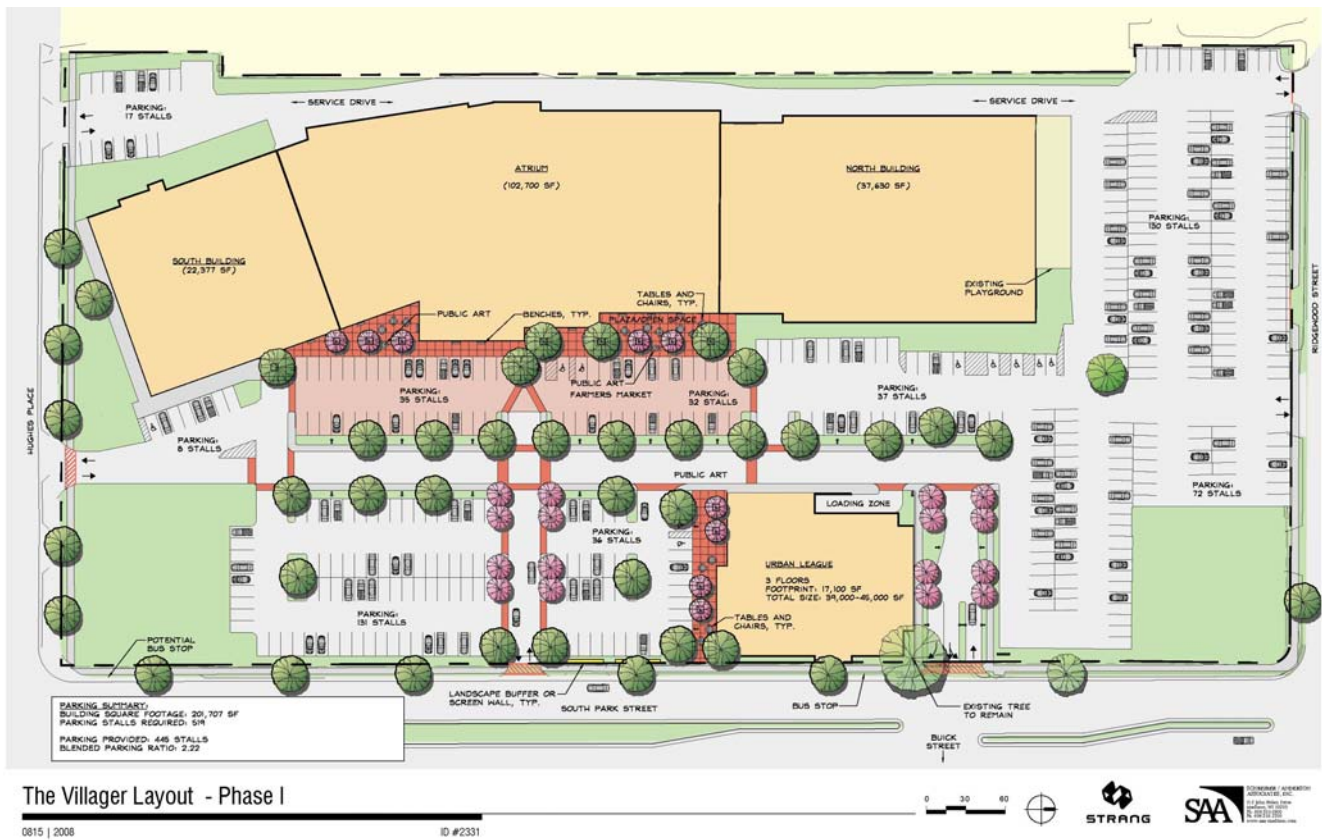 PARKING:
17 STALLS
← SERVICE DRIVE →
← SERVICE DRIVE →
ATRIUM
(102,700 SF)
NORTH BUILDING
(37,630 SF)
SOUTH BUILDING
(22,377 SF)
PARKING:
130 STALLS
EXISTING
PLAYGROUND
RIDGEWOOD STREET
HUGHES PLACE
PUBLIC ART
BENCHES, TYP.
TABLES AND
CHAIRS, TYP.
PLAZA/OPEN SPACE
PUBLIC ART
FARMERS MARKET
PARKING:
35 STALLS
PARKING:
32 STALLS
PARKING:
37 STALLS
PARKING:
8 STALLS
PUBLIC ART
PARKING:
72 STALLS
LOADING ZONE
PARKING:
36 STALLS
URBAN LEAGUE
3 FLOORS
FOOTPRINT: 17,100 SF
TOTAL SIZE: 39,000-45,000 SF
PARKING:
131 STALLS
TABLES AND
CHAIRS, TYP.
POTENTIAL
BUS STOP
LANDSCAPE BUFFER OR
SCREEN WALL, TYP.
SOUTH PARK STREET
BUS STOP
EXISTING TREE
TO REMAIN
BUICK
STREET
PARKING SUMMARY:
BUILDING SQUARE FOOTAGE: 201,707 SF
PARKING STALLS REQUIRED: 519
PARKING PROVIDED: 445 STALLS
BLENDED PARKING RATIO: 2.22
The Villager Layout - Phase I
0815 | 2008
ID #2331
0 30 60
STRANG
SAA